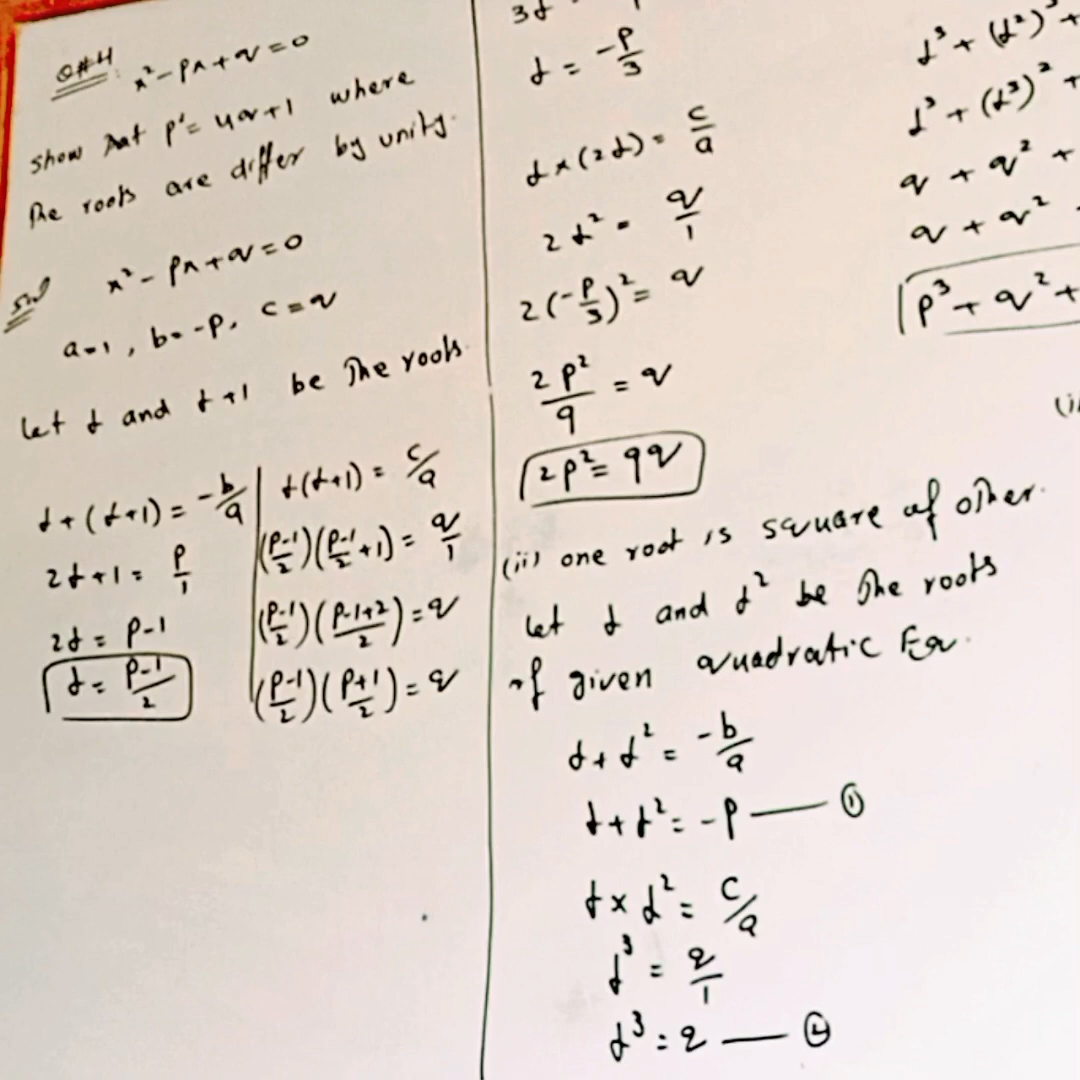 Q#4: x² - px + q = 0
show that p² = 4q+1 where
the roots are differ by unity.
Sol x² - px + q = 0
a=1, b=-p, c=q
Let α and α+1 be the roots.
α+(α+1) = -b/a
2α+1 = p/1
2α = p-1
α = p-1/2
α(α+1) = c/a
(p-1/2)(p-1/2 +1) = q/1
(p-1/2)(p-1+2/2) = q
(p-1/2)(p+1/2) = q
3α
α = -p/3
α×(2α) = c/a
2α² = q/1
2(-p/3)² = q
2p²/9 = q
2p² = 9q
(ii) one root is square of other.
Let α and α² be the roots
of given quadratic Eq.
α+α² = -b/a
α+α² = -p — ①
α×α² = c/a
α³ = q/1
α³ = q — ②
α³ + (α²)³ +
α³ + (α³)² +
q + q² +
q + q²
p³ + q² +